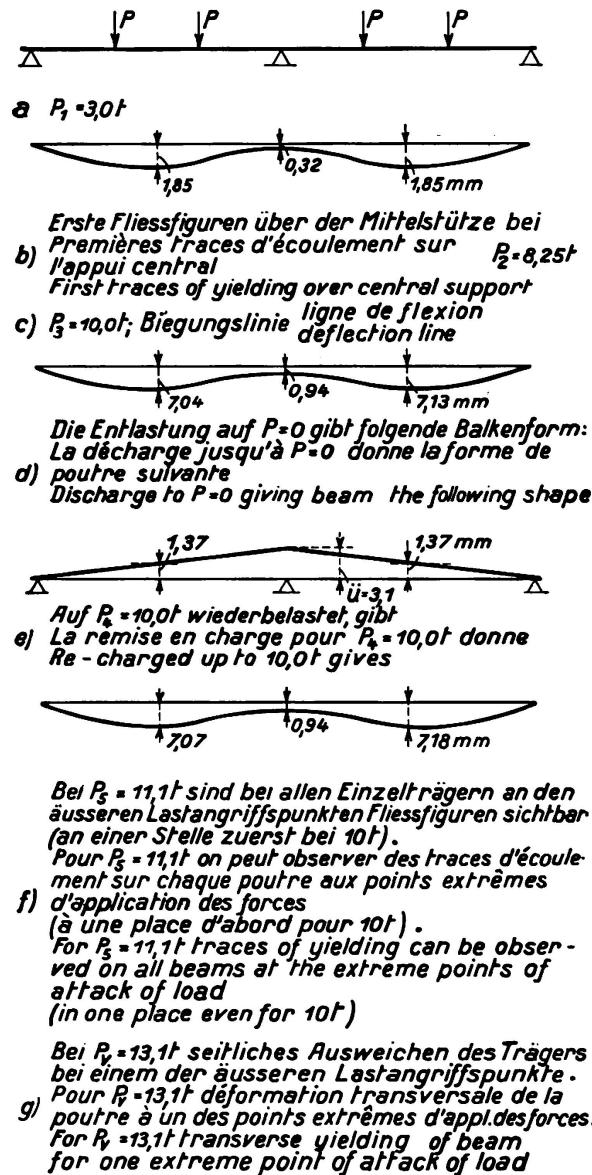 P P P P
a P₁=3,0t
1,85 0,32 1,85 mm
Erste Fliessfiguren über der Mittelstütze bei
Premières traces d'écoulement sur
b) l'appui central P₂=8,25t
First traces of yielding over central support
c) P₃=10,0t; Biegungslinie ligne de flexion
deflection line
7,04 0,94 7,13 mm
Die Entlastung auf P=0 gibt folgende Balkenform:
La décharge jusqu'à P=0 donne la forme de
d) poutre suivante
Discharge to P=0 giving beam the following shape
1,37 1,37 mm
ü=3,1
Auf P₄=10,0t wiederbelastet, gibt
e) La remise en charge pour P₄=10,0t donne
Re-charged up to 10,0t gives
7,07 0,94 7,18 mm
Bei P₅ = 11,1t sind bei allen Einzelträgern an den
äusseren Lastangriffspunkten Fliessfiguren sichtbar
(an einer Stelle zuerst bei 10t).
Pour P₅=11,1t on peut observer des traces d'écoule-
ment sur chaque poutre aux points extrêmes
f) d'application des forces
(à une place d'abord pour 10t).
For P₅=11,1t traces of yielding can be obser-
ved on all beams at the extreme points of
attack of load
(in one place even for 10t)
Bei Pᵥ=13,1t seitliches Ausweichen des Trägers
bei einem der äusseren Lastangriffspunkte.
Pour Pᵥ=13,1t déformation transversale de la
g) poutre à un des points extrêmes d'appl.des forces.
For Pᵥ=13,1t transverse yielding of beam
for one extreme point of attack of load